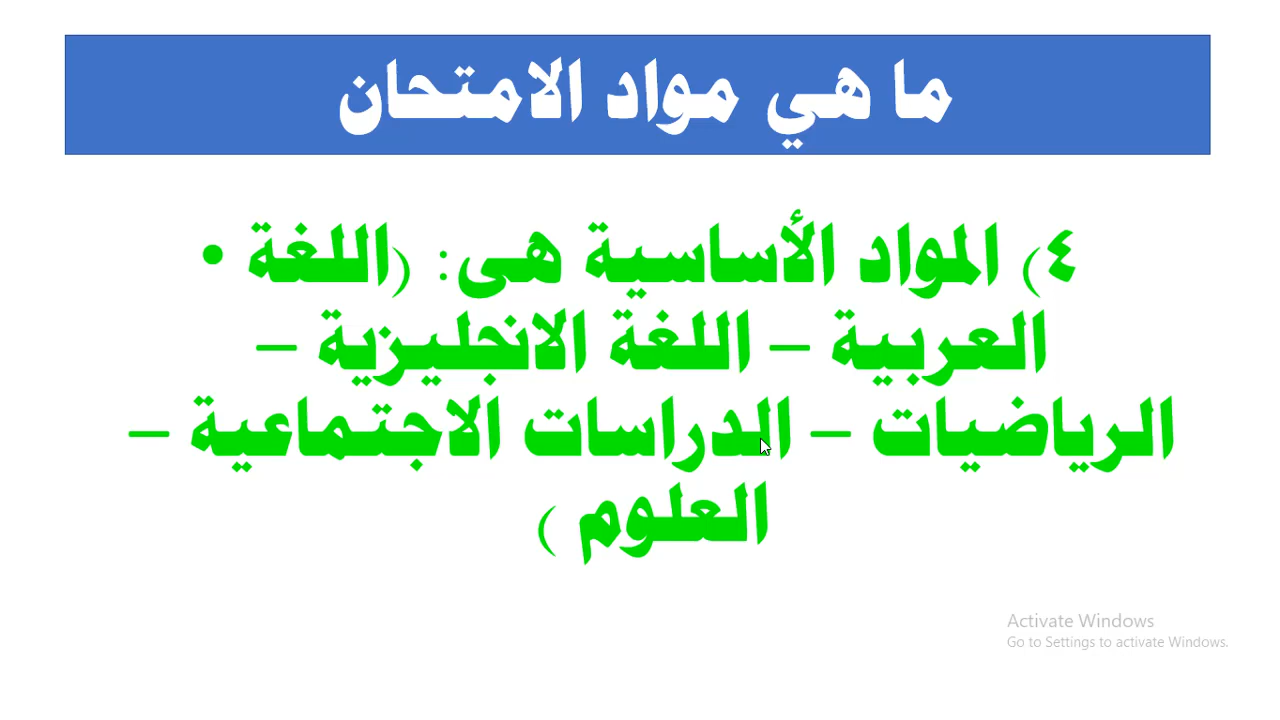 ما هي مواد الامتحان
٤) المواد الأساسية هى: (اللغة •
العربية – اللغة الانجليزية –
الرياضيات – الدراسات الاجتماعية –
العلوم )
Activate Windows
Go to Settings to activate Windows.